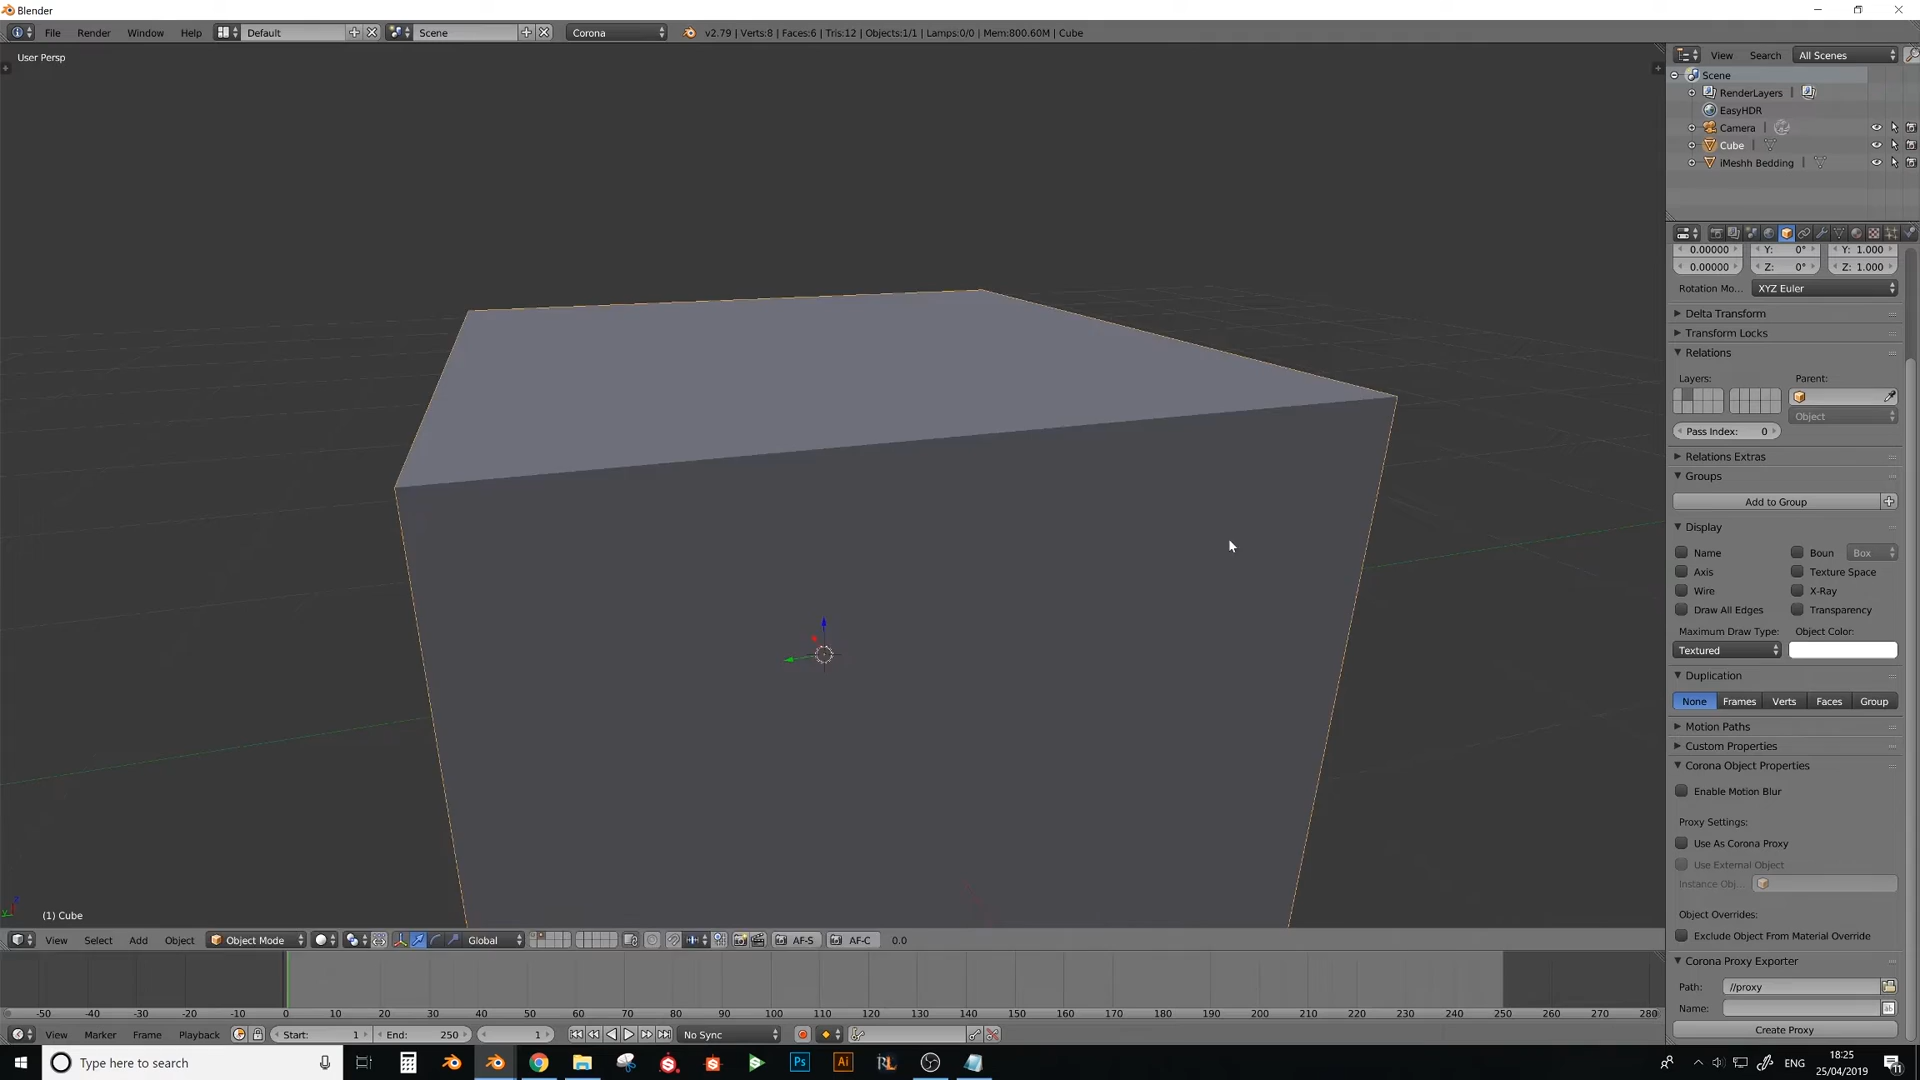 Blender
File Render Window Help Default Scene Corona v2.79 | Verts:8 | Faces:6 | Tris:12 | Objects:1/1 | Lamps:0/0 | Mem:800.60M | Cube
User Persp
View Search All Scenes
Scene
RenderLayers
EasyHDR
Camera
Cube
iMeshh Bedding
0.00000 Y: 0° Y: 1.000
0.00000 Z: 0° Z: 1.000
Rotation Mo... XYZ Euler
Delta Transform
Transform Locks
Relations
Layers: Parent:
Object
Pass Index: 0
Relations Extras
Groups
Add to Group
Display
Name Boun Box
Axis Texture Space
Wire X-Ray
Draw All Edges Transparency
Maximum Draw Type: Object Color:
Textured
Duplication
None Frames Verts Faces Group
Motion Paths
Custom Properties
Corona Object Properties
Enable Motion Blur
Proxy Settings:
Use As Corona Proxy
Use External Object
Instance Obj...
Object Overrides:
Exclude Object From Material Override
Corona Proxy Exporter
Path: //proxy
Name:
Create Proxy
(1) Cube
View Select Add Object Object Mode Global AF-S AF-C 0.0
-50 -40 -30 -20 -10 0 10 20 30 40 50 60 70 80 90 100 110 120 130 140 150 160 170 180 190 200 210 220 230 240 250 260 270 280
View Marker Frame Playback Start: 1 End: 250 1 No Sync
Type here to search
Ps Ai RL
ENG
18:25
25/04/2019
11